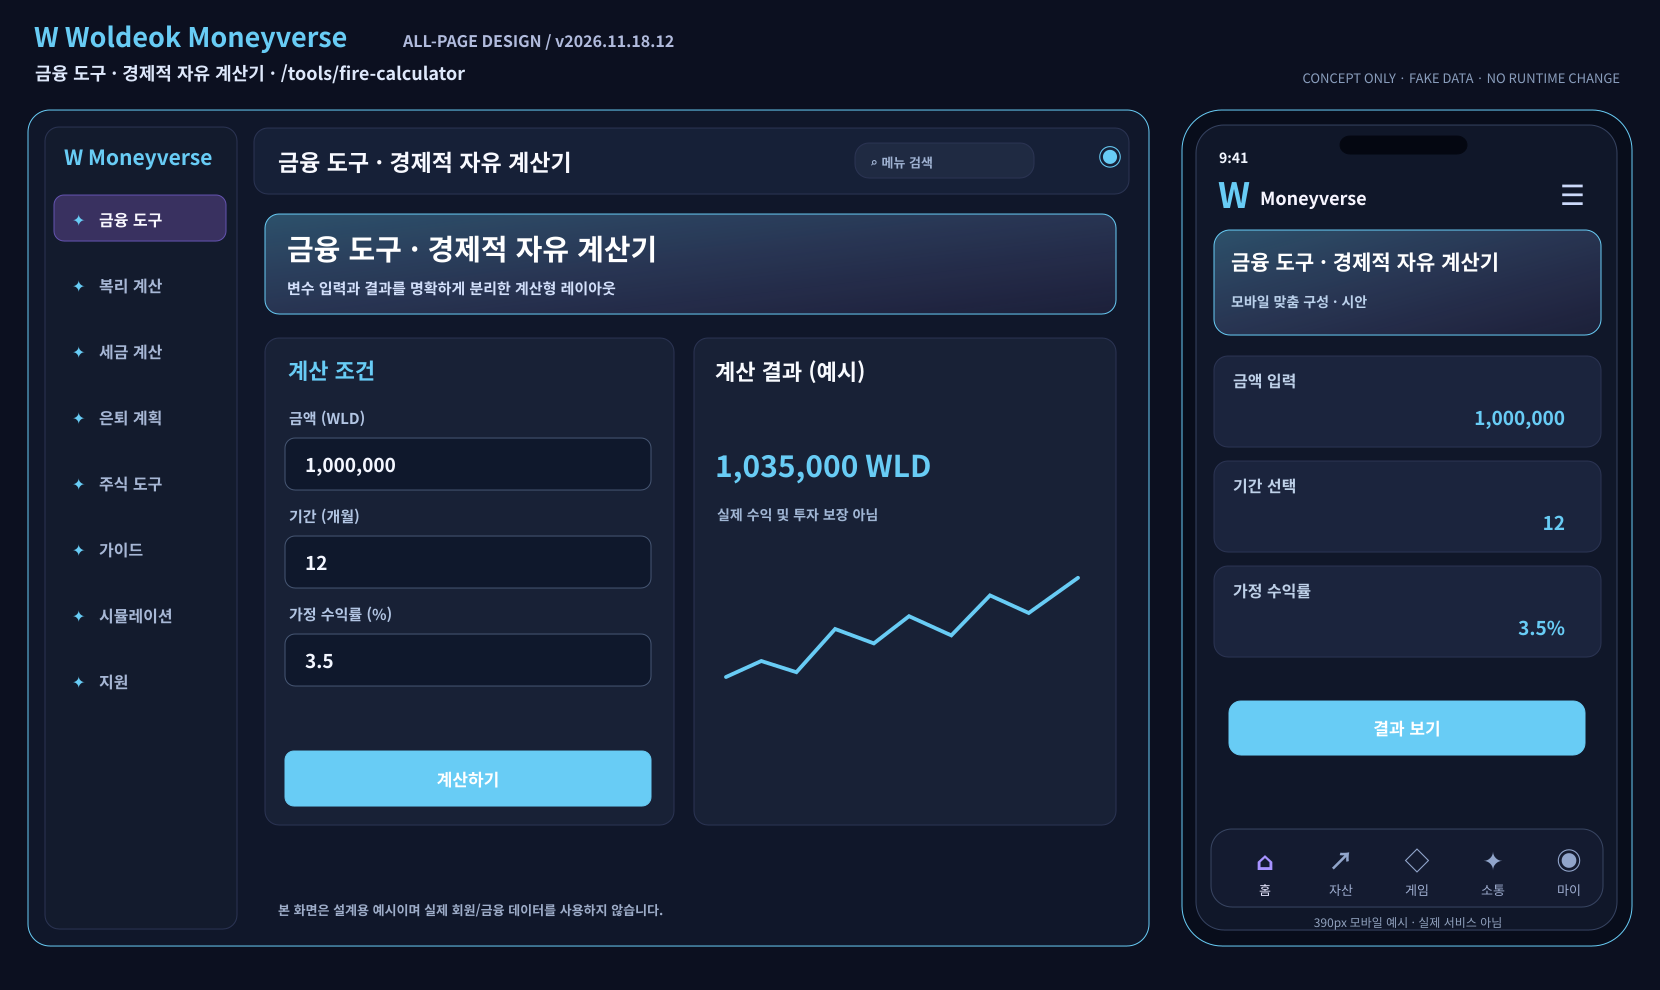 W Woldeok Moneyverse
ALL-PAGE DESIGN / v2026.11.18.12
금융 도구 · 경제적 자유 계산기 · /tools/fire-calculator
CONCEPT ONLY · FAKE DATA · NO RUNTIME CHANGE
W Moneyverse
금융 도구
복리 계산
세금 계산
은퇴 계획
주식 도구
가이드
시뮬레이션
지원
금융 도구 · 경제적 자유 계산기
메뉴 검색
금융 도구 · 경제적 자유 계산기
변수 입력과 결과를 명확하게 분리한 계산형 레이아웃
계산 조건
금액 (WLD)
1,000,000
기간 (개월)
12
가정 수익률 (%)
3.5
계산하기
계산 결과 (예시)
1,035,000 WLD
실제 수익 및 투자 보장 아님
본 화면은 설계용 예시이며 실제 회원/금융 데이터를 사용하지 않습니다.
9:41
W Moneyverse
금융 도구 · 경제적 자유 계산기
모바일 맞춤 구성 · 시안
금액 입력
1,000,000
기간 선택
12
가정 수익률
3.5%
결과 보기
홈 자산 게임 소통 마이
390px 모바일 예시 · 실제 서비스 아님